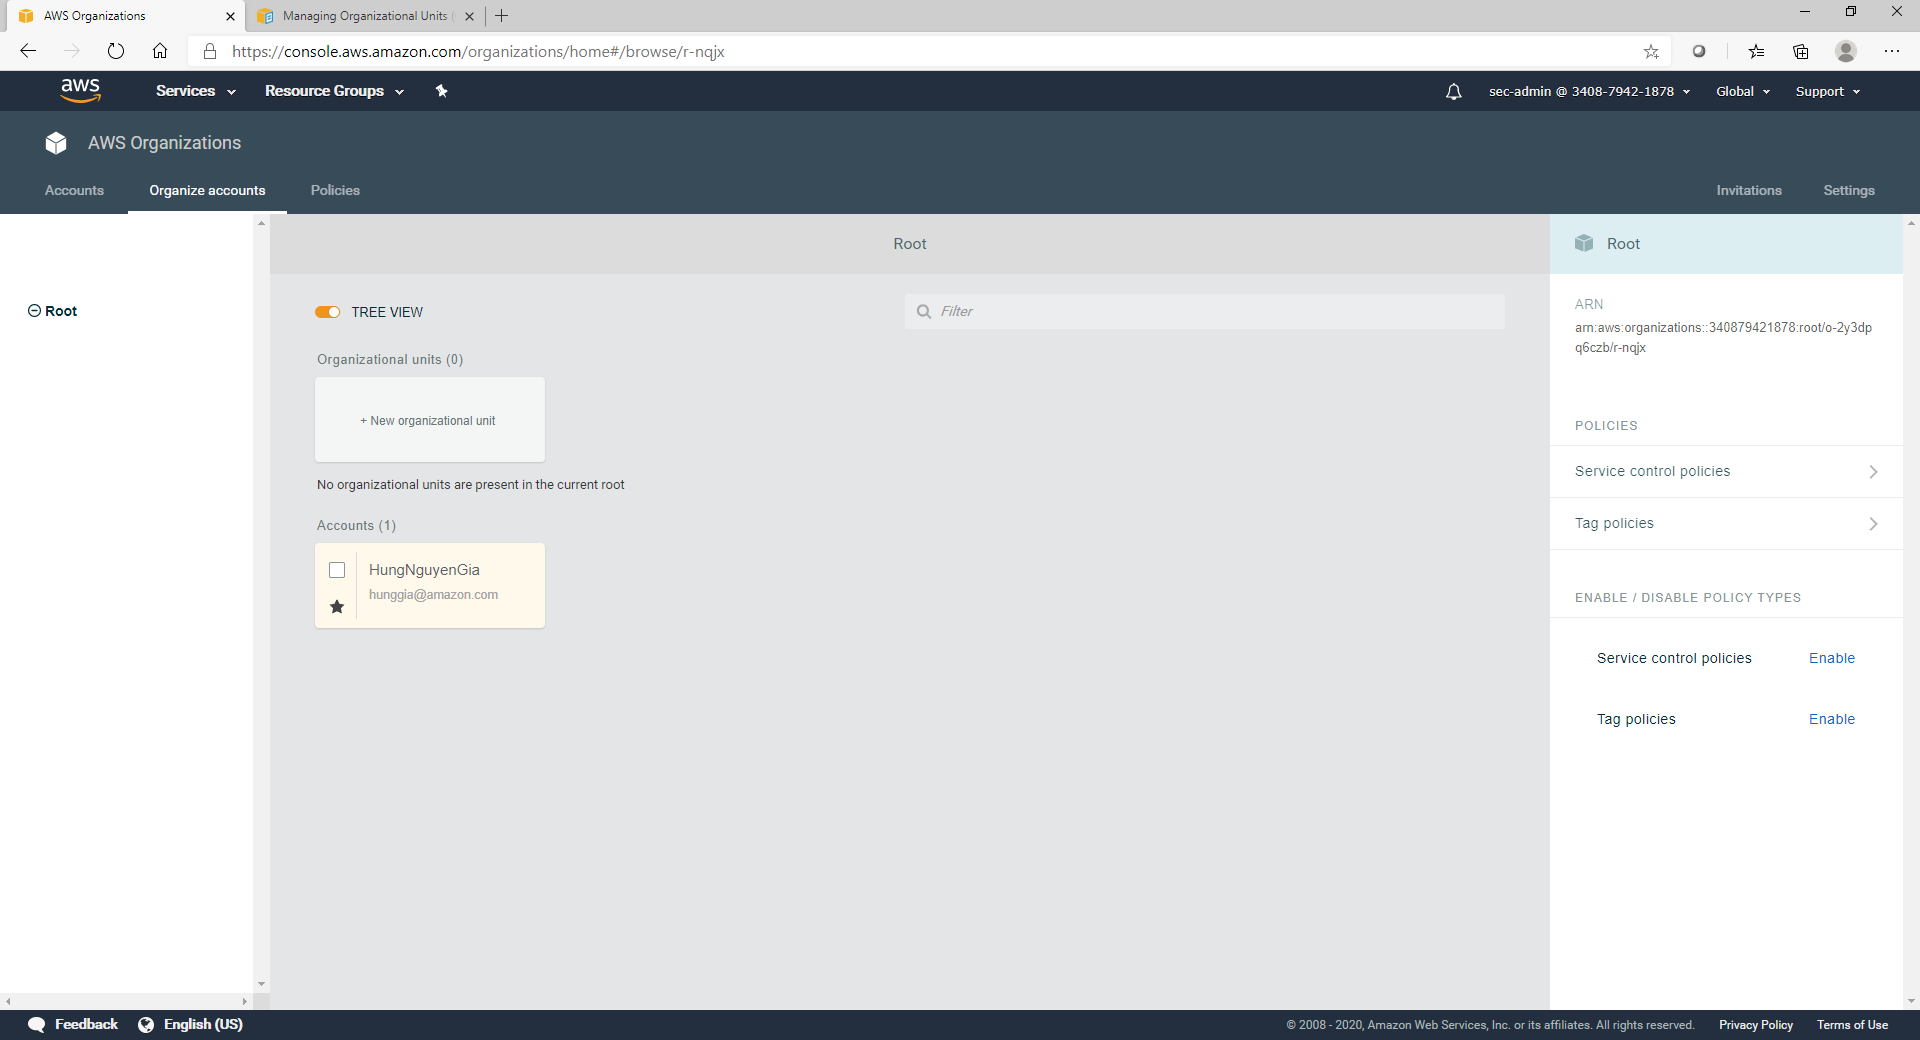 AWS Organizations
Managing Organizational Units
https://console.aws.amazon.com/organizations/home#/browse/r-nqjx
aws
Services
Resource Groups
sec-admin @ 3408-7942-1878
Global
Support
AWS Organizations
Accounts
Organize accounts
Policies
Invitations
Settings
Root
Root
TREE VIEW
Filter
Organizational units (0)
+ New organizational unit
No organizational units are present in the current root
Accounts (1)
HungNguyenGia
hunggia@amazon.com
Root
ARN
arn:aws:organizations::340879421878:root/o-2y3dp
q6czb/r-nqjx
POLICIES
Service control policies
Tag policies
ENABLE / DISABLE POLICY TYPES
Service control policies
Enable
Tag policies
Enable
Feedback
English (US)
© 2008 - 2020, Amazon Web Services, Inc. or its affiliates. All rights reserved.
Privacy Policy
Terms of Use